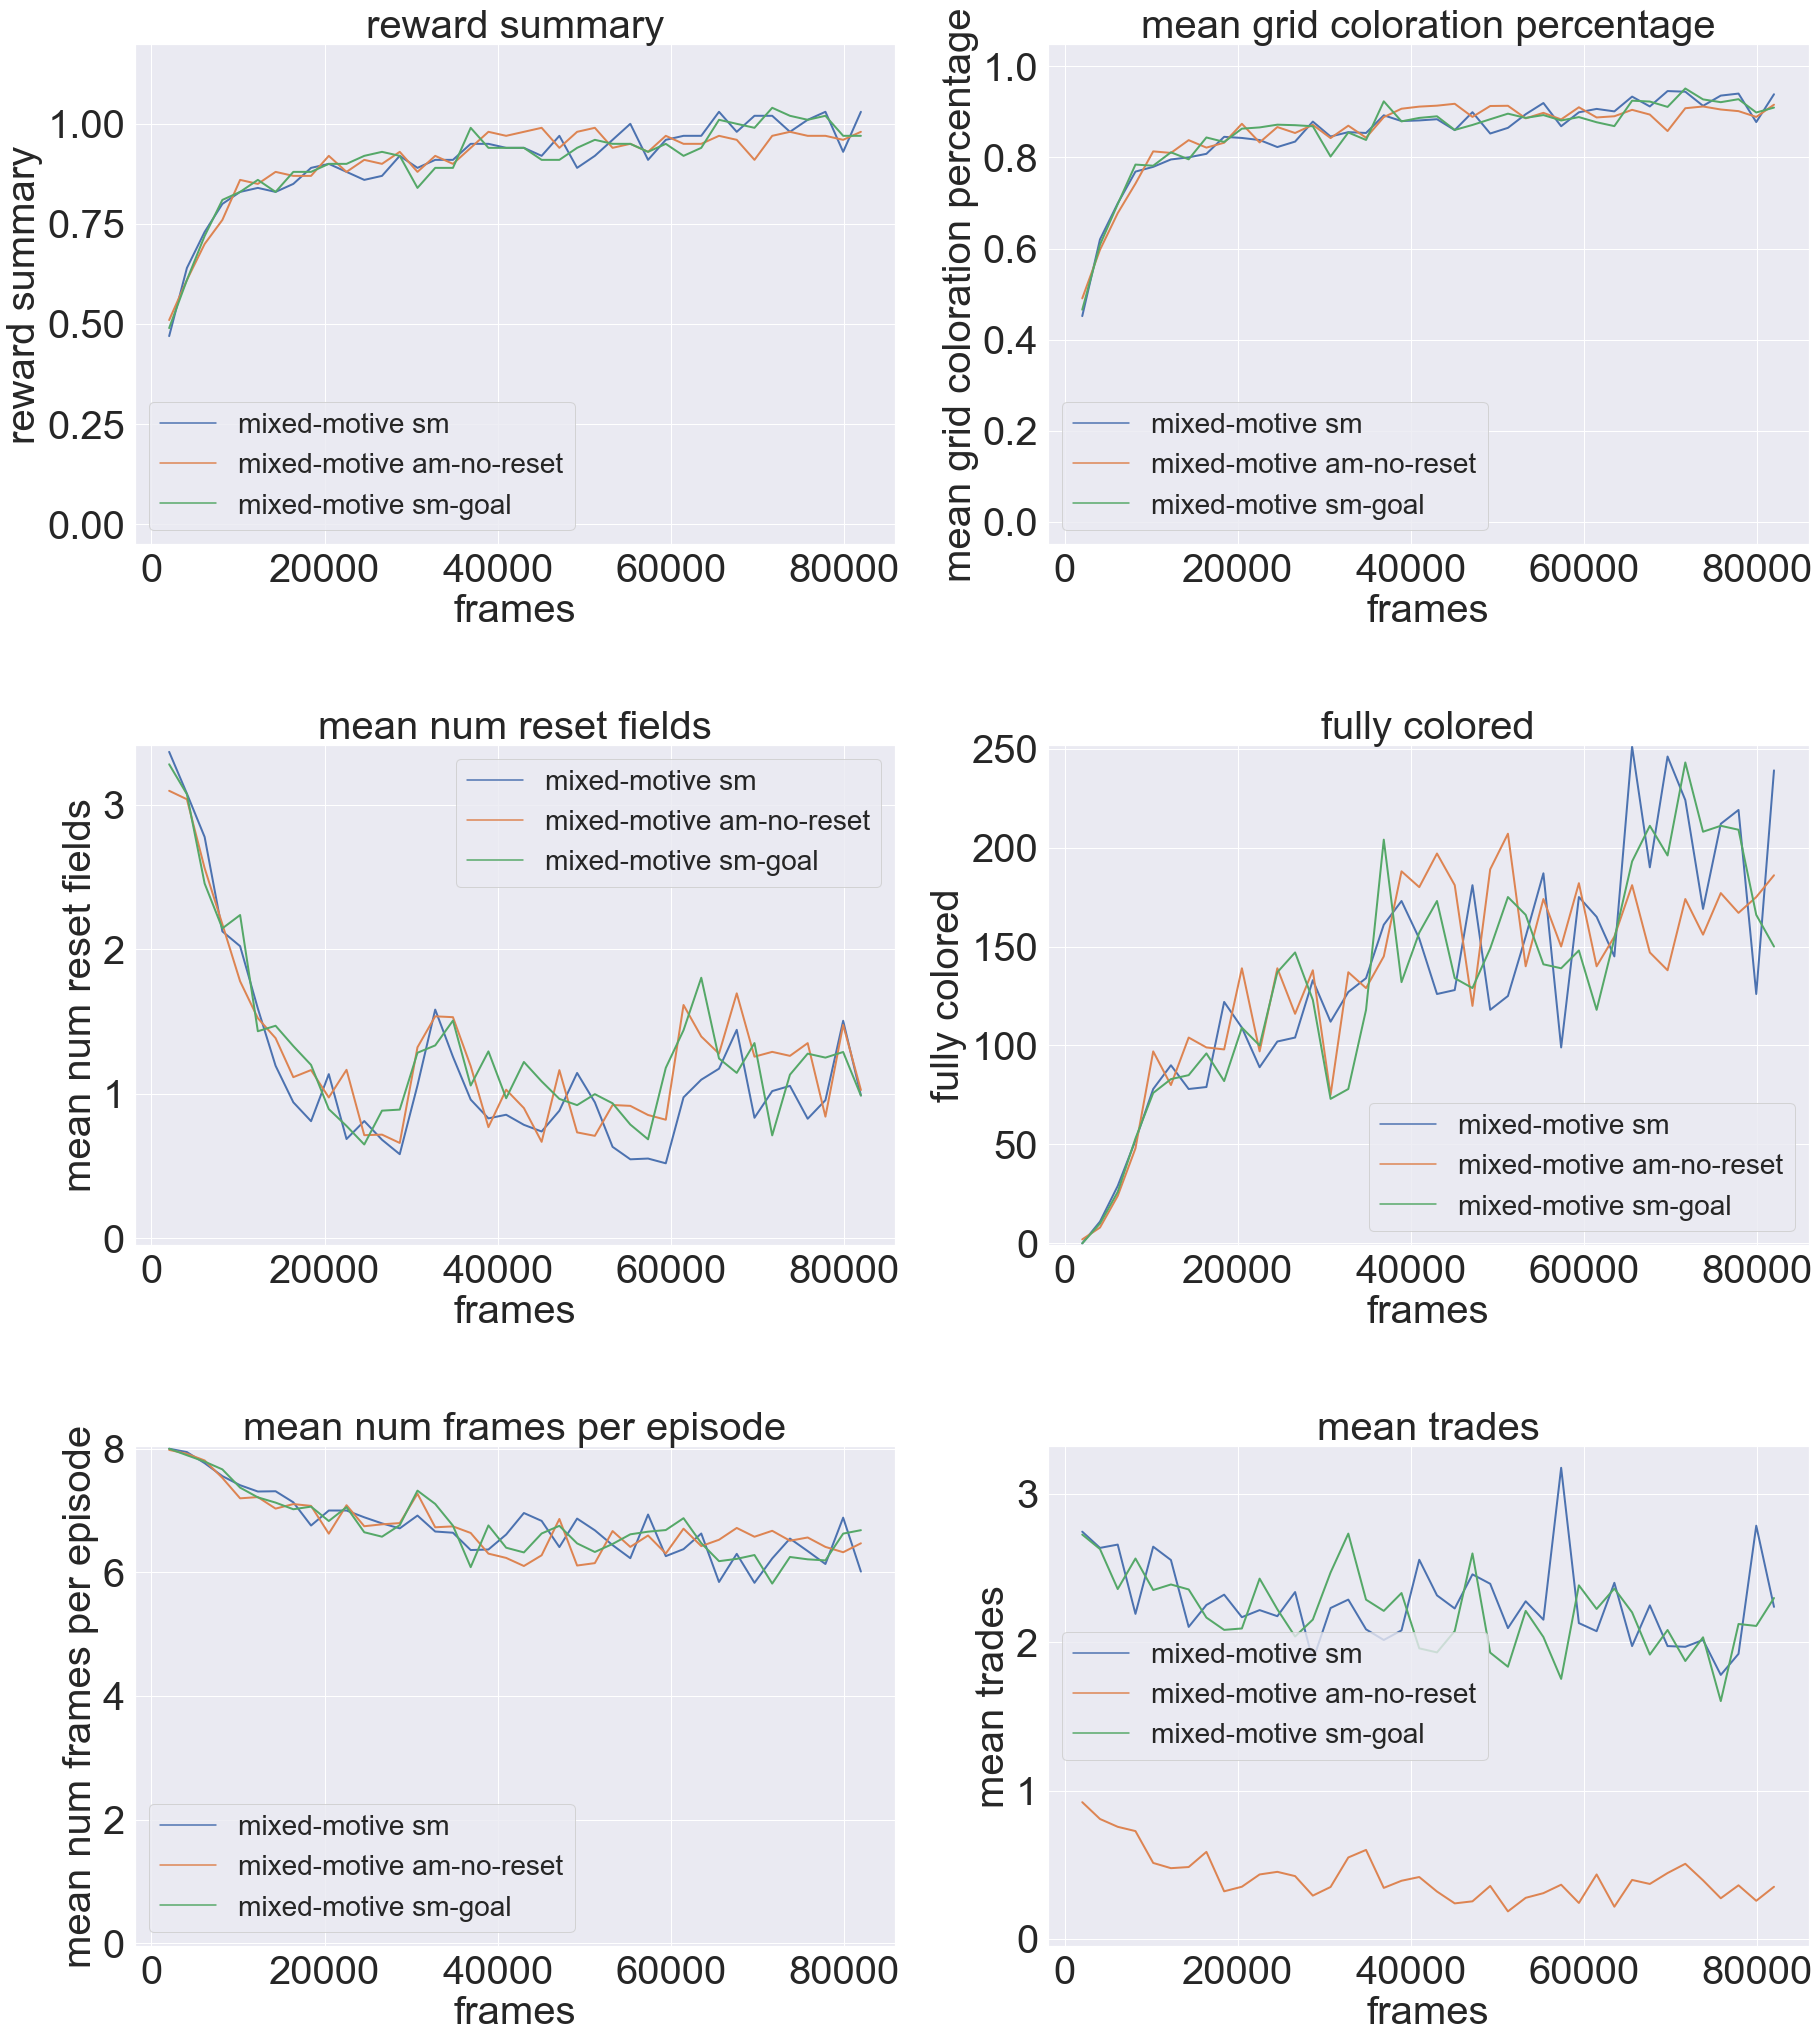 reward summary
reward summary
1.00
0.75
0.50
0.25
0.00
mixed-motive sm
mixed-motive am-no-reset
mixed-motive sm-goal
0 20000 40000 60000 80000
frames
mean grid coloration percentage
mean grid coloration percentage
1.0
0.8
0.6
0.4
0.2
0.0
mixed-motive sm
mixed-motive am-no-reset
mixed-motive sm-goal
0 20000 40000 60000 80000
frames
mean num reset fields
mean num reset fields
3
2
1
0
mixed-motive sm
mixed-motive am-no-reset
mixed-motive sm-goal
0 20000 40000 60000 80000
frames
fully colored
fully colored
250
200
150
100
50
0
mixed-motive sm
mixed-motive am-no-reset
mixed-motive sm-goal
0 20000 40000 60000 80000
frames
mean num frames per episode
mean num frames per episode
8
6
4
2
0
mixed-motive sm
mixed-motive am-no-reset
mixed-motive sm-goal
0 20000 40000 60000 80000
frames
mean trades
mean trades
3
2
1
0
mixed-motive sm
mixed-motive am-no-reset
mixed-motive sm-goal
0 20000 40000 60000 80000
frames